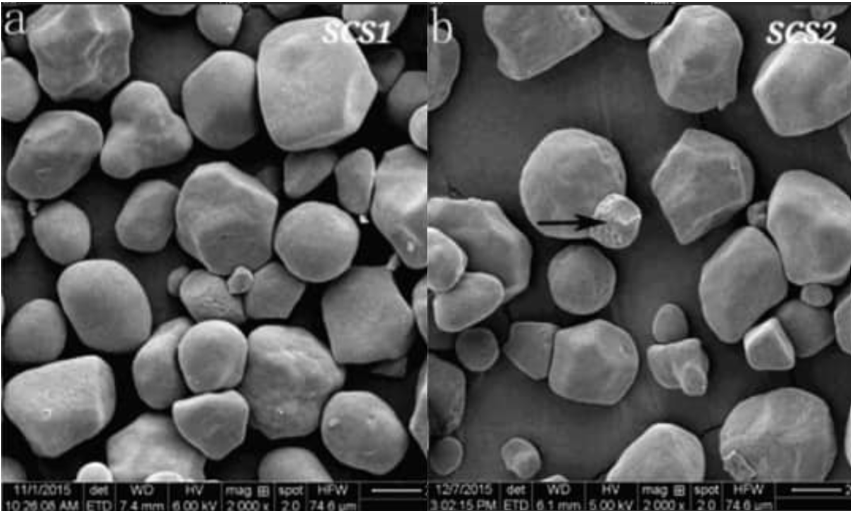 a
SCS1
b
SCS2
11/1/2015 det WD HV mag ⊞ spot HFW
10:26:08 AM ETD 7.4 mm 6.00 kV 2 000 x 2.0 74.6 µm
12/7/2015 det WD HV mag ⊞ spot HFW
3:02:15 PM ETD 6.1 mm 5.00 kV 2 000 x 2.0 74.6 µm